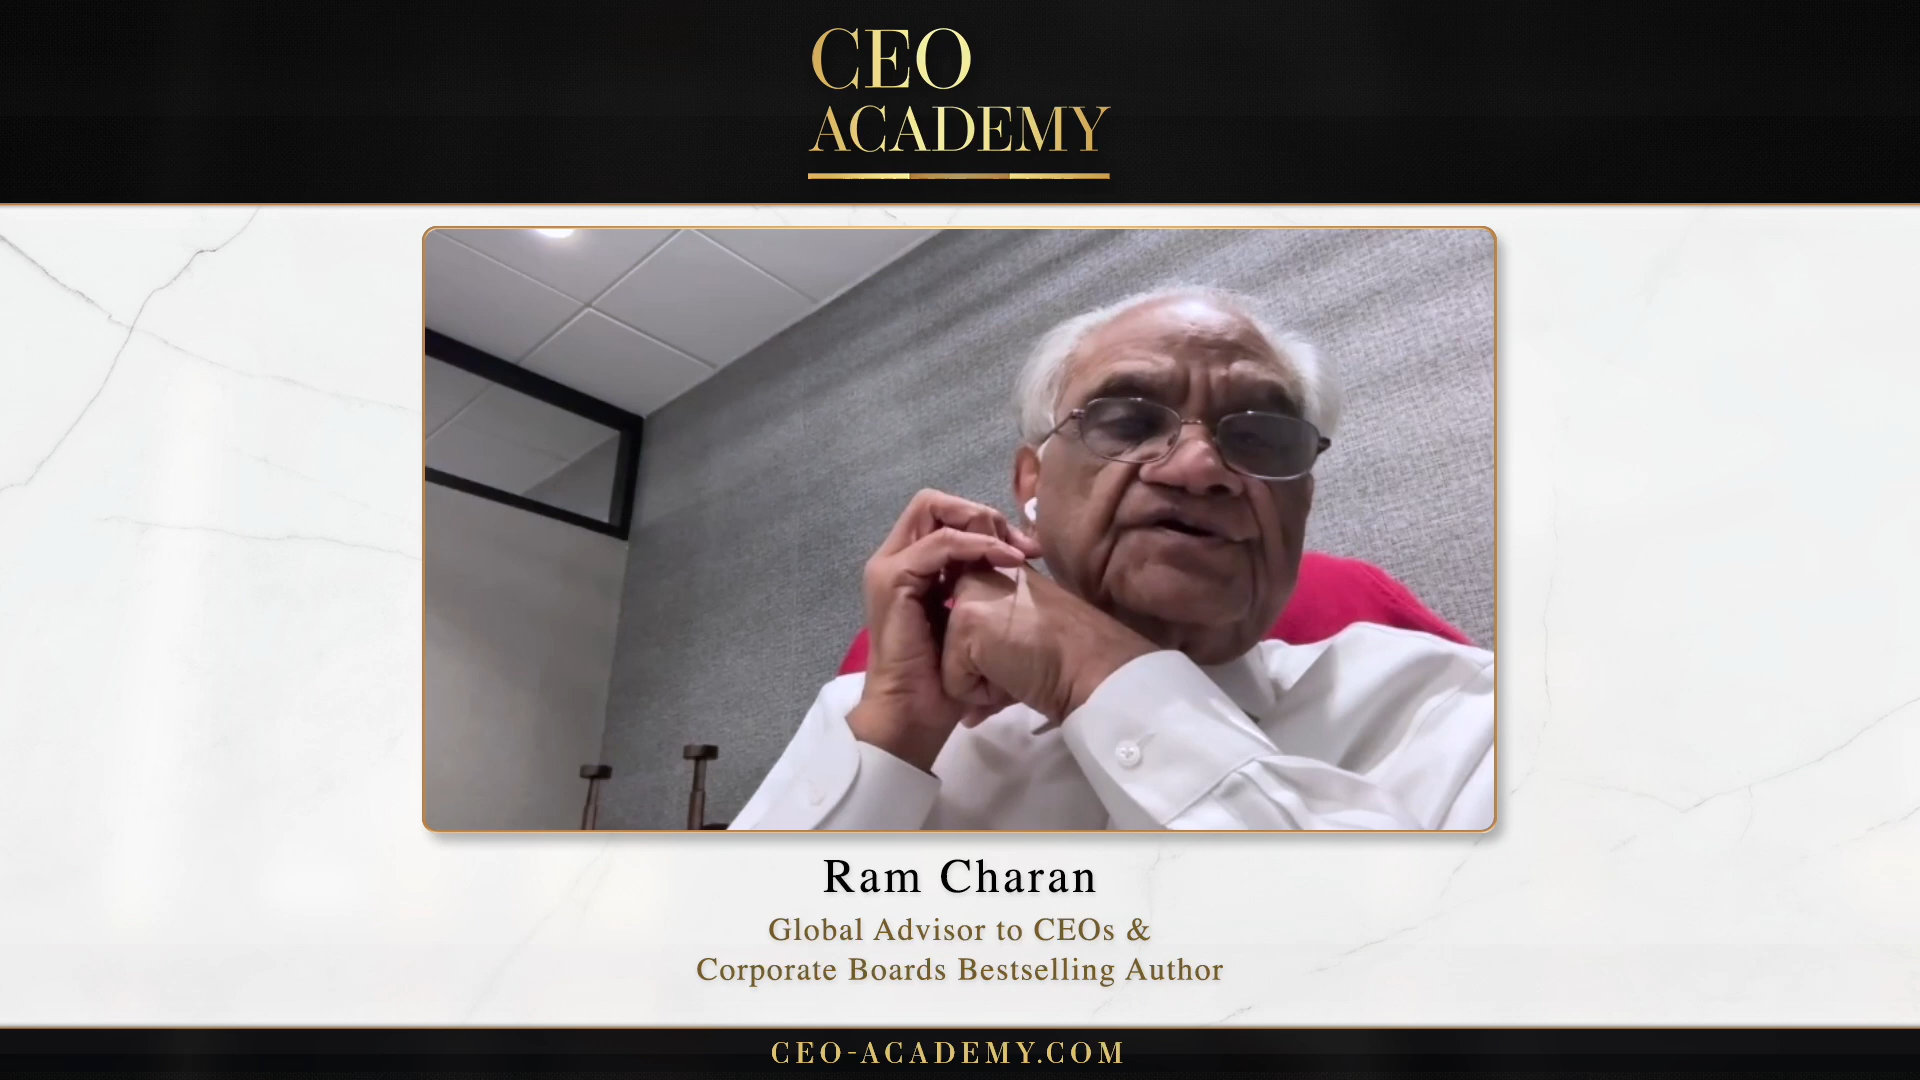 CEO
ACADEMY
Ram Charan
Global Advisor to CEOs &
Corporate Boards Bestselling Author
CEO-ACADEMY.COM